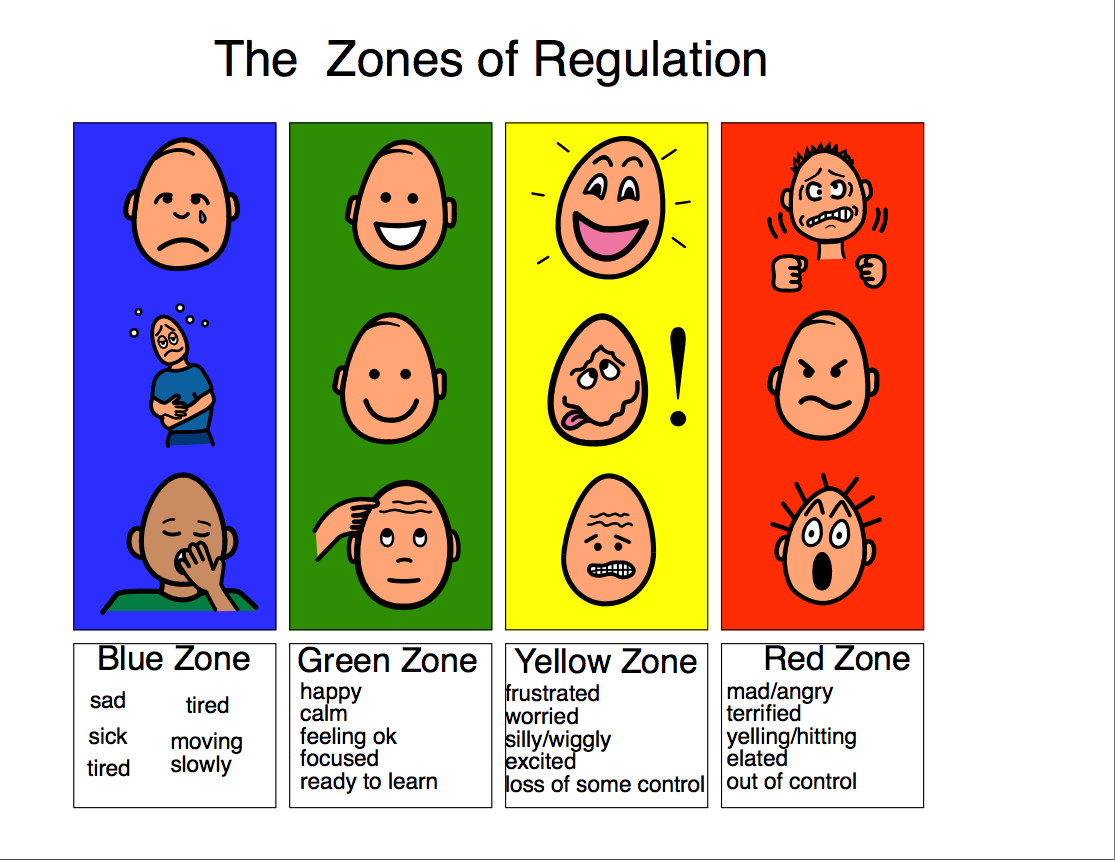 The Zones of Regulation
Blue Zone
sad
tired
sick
moving
tired
slowly
Green Zone
happy
calm
feeling ok
focused
ready to learn
Yellow Zone
frustrated
worried
silly/wiggly
excited
loss of some control
Red Zone
mad/angry
terrified
yelling/hitting
elated
out of control
!